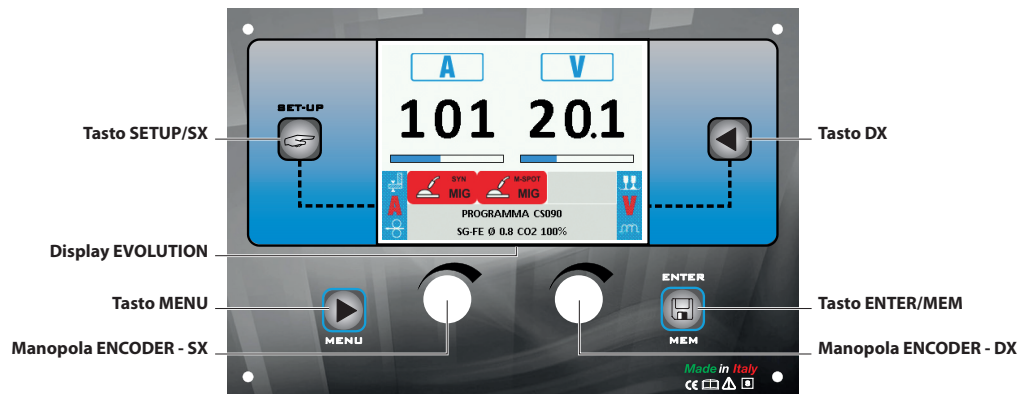 A V
SET-UP
101 20.1
Tasto SETUP/SX
Tasto DX
SYN
MIG
M-SPOT
MIG
A
V
PROGRAMMA CS090
SG-FE Ø 0.8 CO2 100%
Display EVOLUTION
ENTER
Tasto MENU
Tasto ENTER/MEM
MENU
MEM
Manopola ENCODER - SX
Manopola ENCODER - DX
Made in Italy
CE